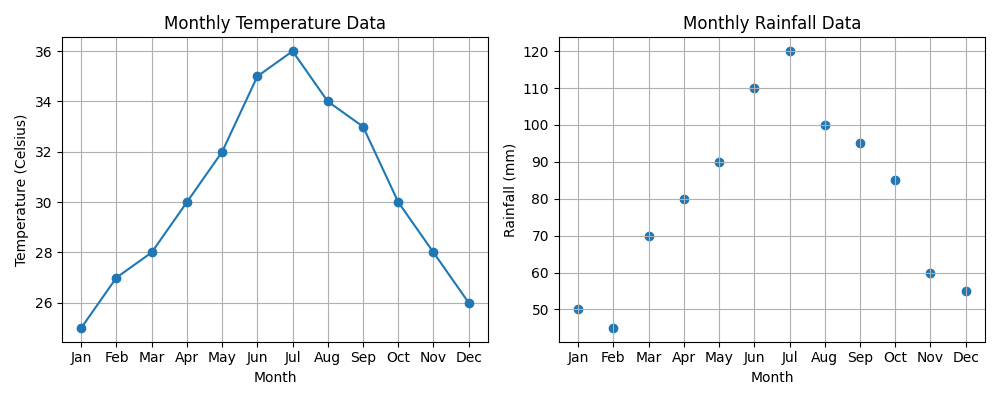 Monthly Temperature Data
Temperature (Celsius)
36
34
32
30
28
26
Jan Feb Mar Apr May Jun Jul Aug Sep Oct Nov Dec
Month
Monthly Rainfall Data
Rainfall (mm)
120
110
100
90
80
70
60
50
Jan Feb Mar Apr May Jun Jul Aug Sep Oct Nov Dec
Month